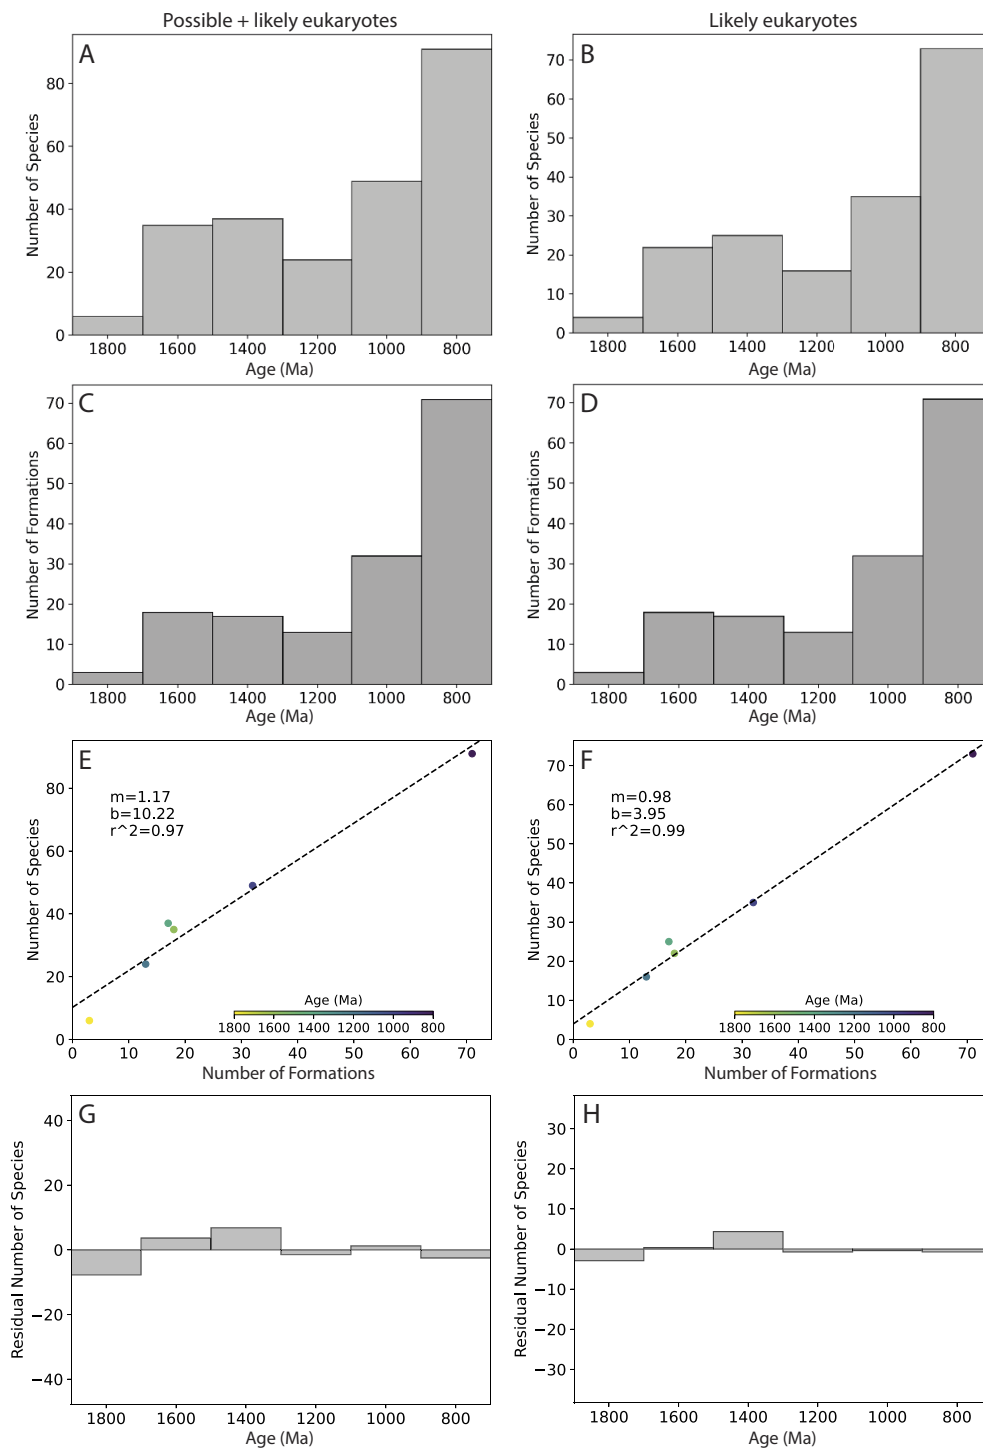 Possible + likely eukaryotes
Likely eukaryotes
A
Number of Species
80
60
40
20
0
1800 1600 1400 1200 1000 800
Age (Ma)
B
Number of Species
70
60
50
40
30
20
10
0
1800 1600 1400 1200 1000 800
Age (Ma)
C
Number of Formations
70
60
50
40
30
20
10
0
1800 1600 1400 1200 1000 800
Age (Ma)
D
Number of Formations
70
60
50
40
30
20
10
0
1800 1600 1400 1200 1000 800
Age (Ma)
E
m=1.17
b=10.22
r^2=0.97
Number of Species
80
60
40
20
0
Age (Ma)
1800 1600 1400 1200 1000 800
0 10 20 30 40 50 60 70
Number of Formations
F
m=0.98
b=3.95
r^2=0.99
Number of Species
70
60
50
40
30
20
10
0
Age (Ma)
1800 1600 1400 1200 1000 800
0 10 20 30 40 50 60 70
Number of Formations
G
Residual Number of Species
40
20
0
−20
−40
1800 1600 1400 1200 1000 800
Age (Ma)
H
Residual Number of Species
30
20
10
0
−10
−20
−30
1800 1600 1400 1200 1000 800
Age (Ma)